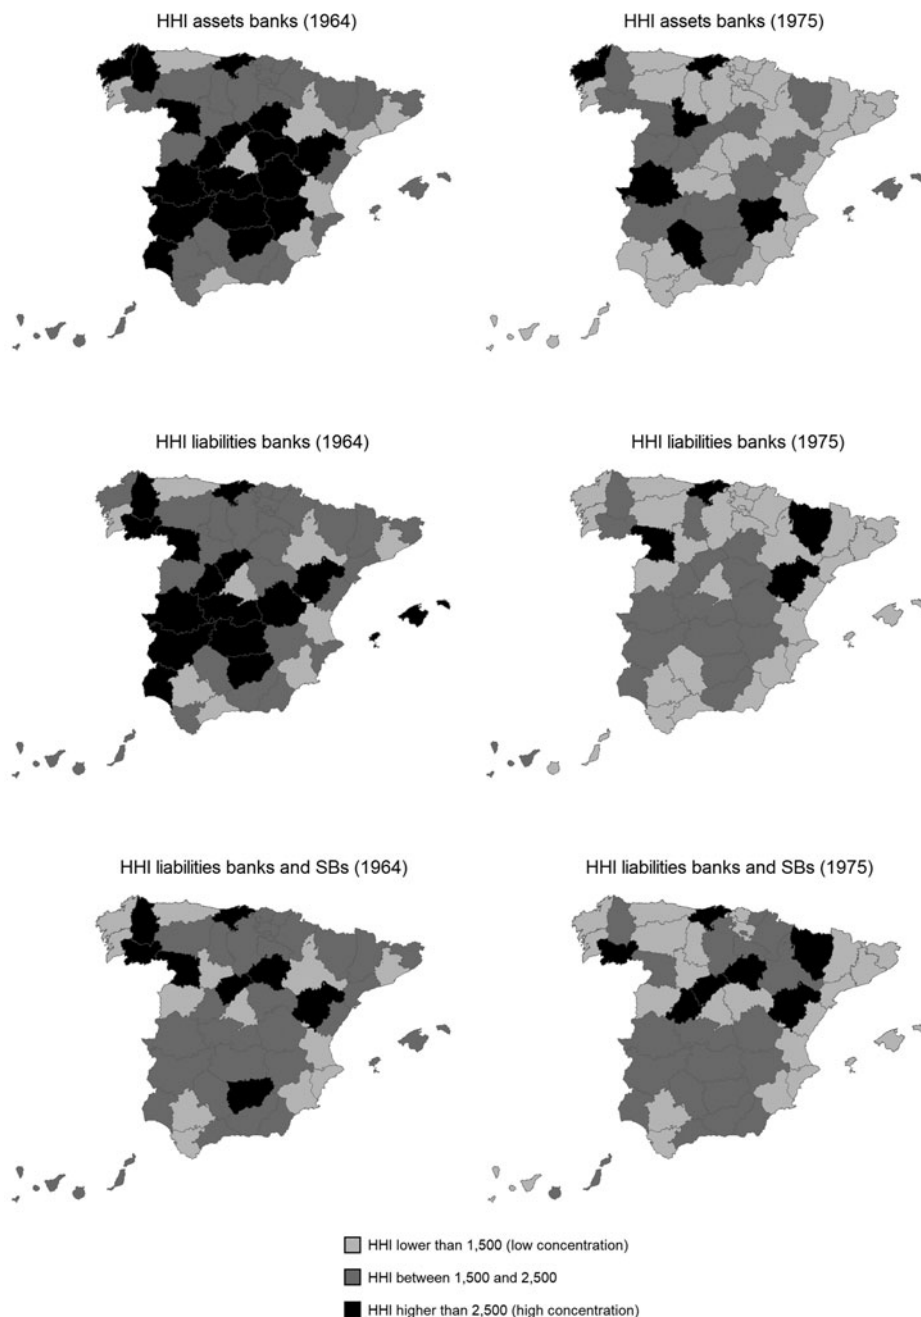 HHI assets banks (1964)
HHI assets banks (1975)
HHI liabilities banks (1964)
HHI liabilities banks (1975)
HHI liabilities banks and SBs (1964)
HHI liabilities banks and SBs (1975)
HHI lower than 1,500 (low concentration)
HHI between 1,500 and 2,500
HHI higher than 2,500 (high concentration)